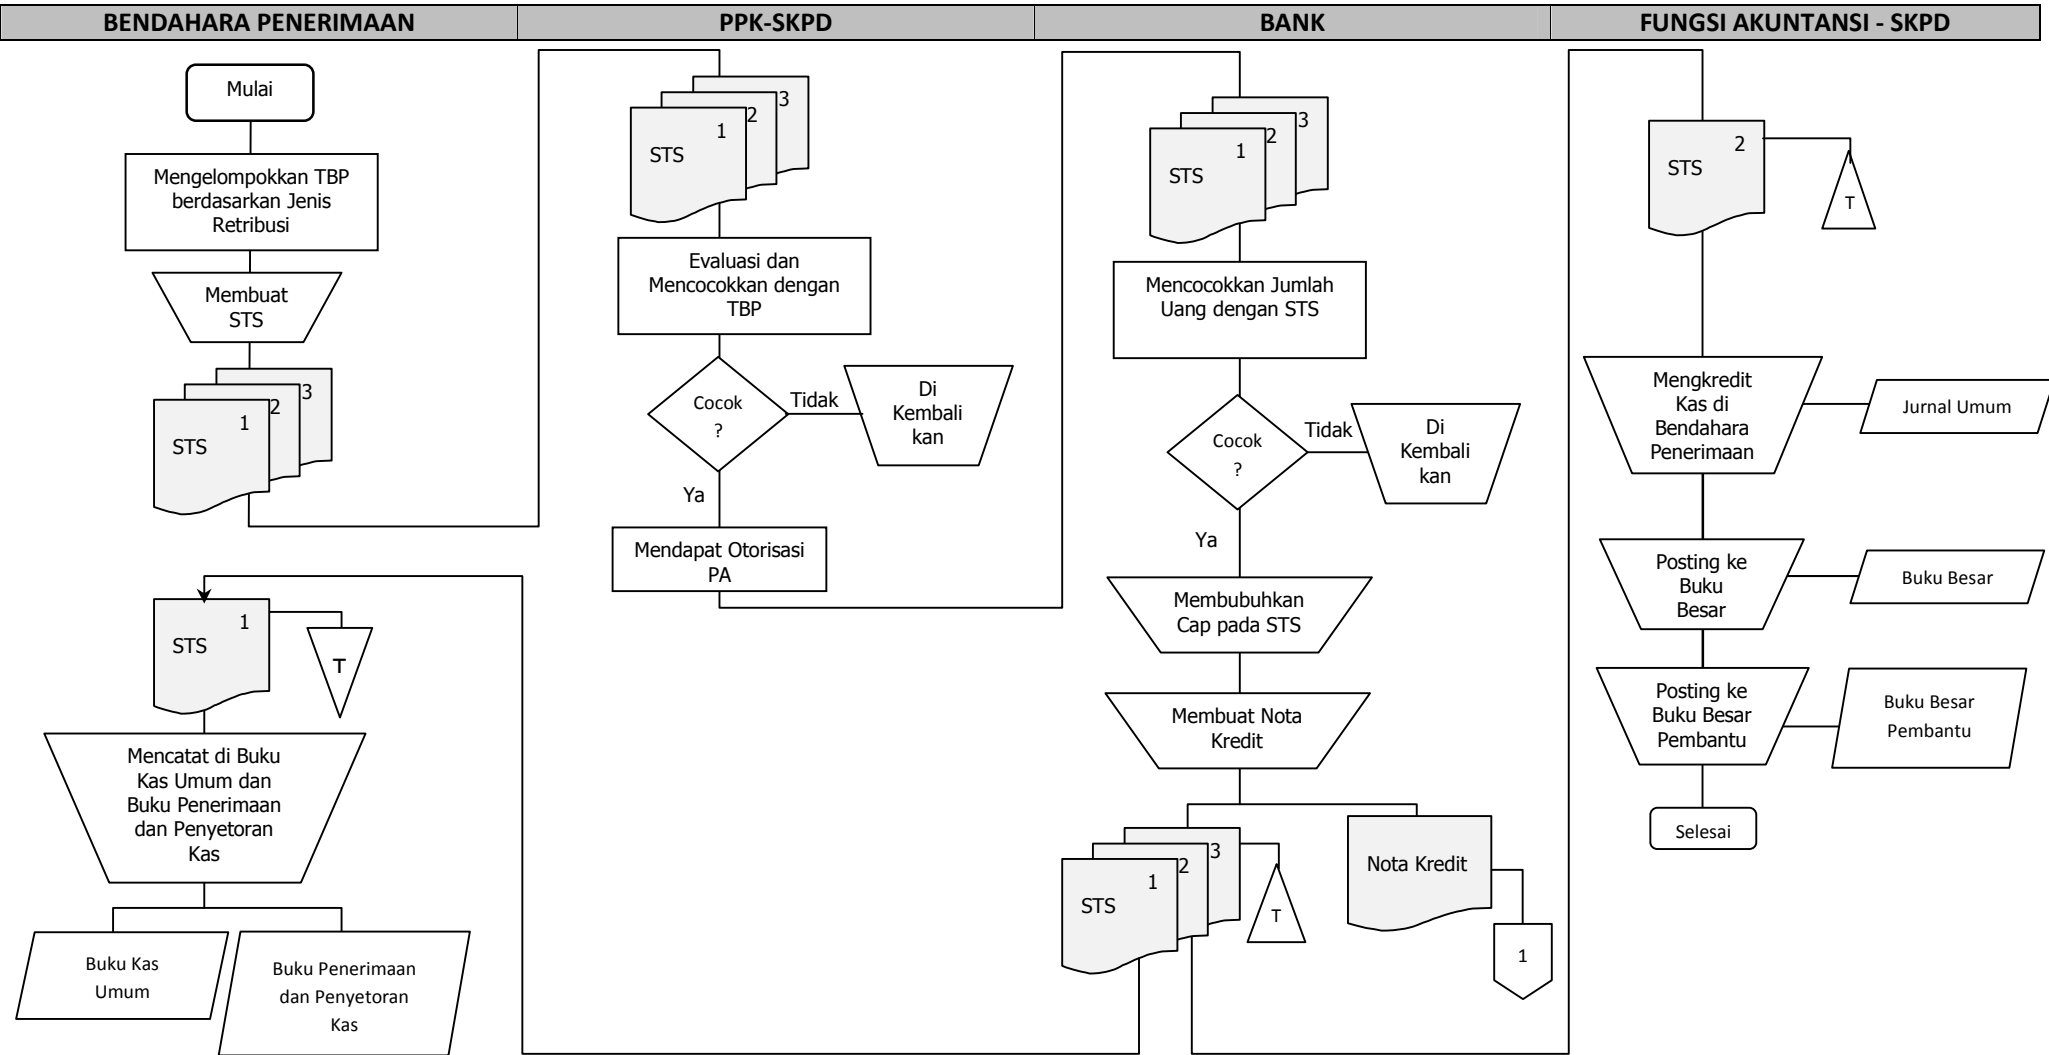 BENDAHARA PENERIMAAN
PPK-SKPD
BANK
FUNGSI AKUNTANSI - SKPD
Mulai
Mengelompokkan TBP
berdasarkan Jenis
Retribusi
Membuat
STS
3
2
1
STS
1
STS
T
Mencatat di Buku
Kas Umum dan
Buku Penerimaan
dan Penyetoran
Kas
Buku Kas
Umum
Buku Penerimaan
dan Penyetoran
Kas
3
2
1
STS
Evaluasi dan
Mencocokkan dengan
TBP
Cocok
?
Tidak
Di
Kembali
kan
Ya
Mendapat Otorisasi
PA
3
2
1
STS
Mencocokkan Jumlah
Uang dengan STS
Cocok
?
Tidak
Di
Kembali
kan
Ya
Membubuhkan
Cap pada STS
Membuat Nota
Kredit
3
2
1
STS
T
Nota Kredit
1
2
STS
T
Mengkredit
Kas di
Bendahara
Penerimaan
Jurnal Umum
Posting ke
Buku
Besar
Buku Besar
Posting ke
Buku Besar
Pembantu
Buku Besar
Pembantu
Selesai